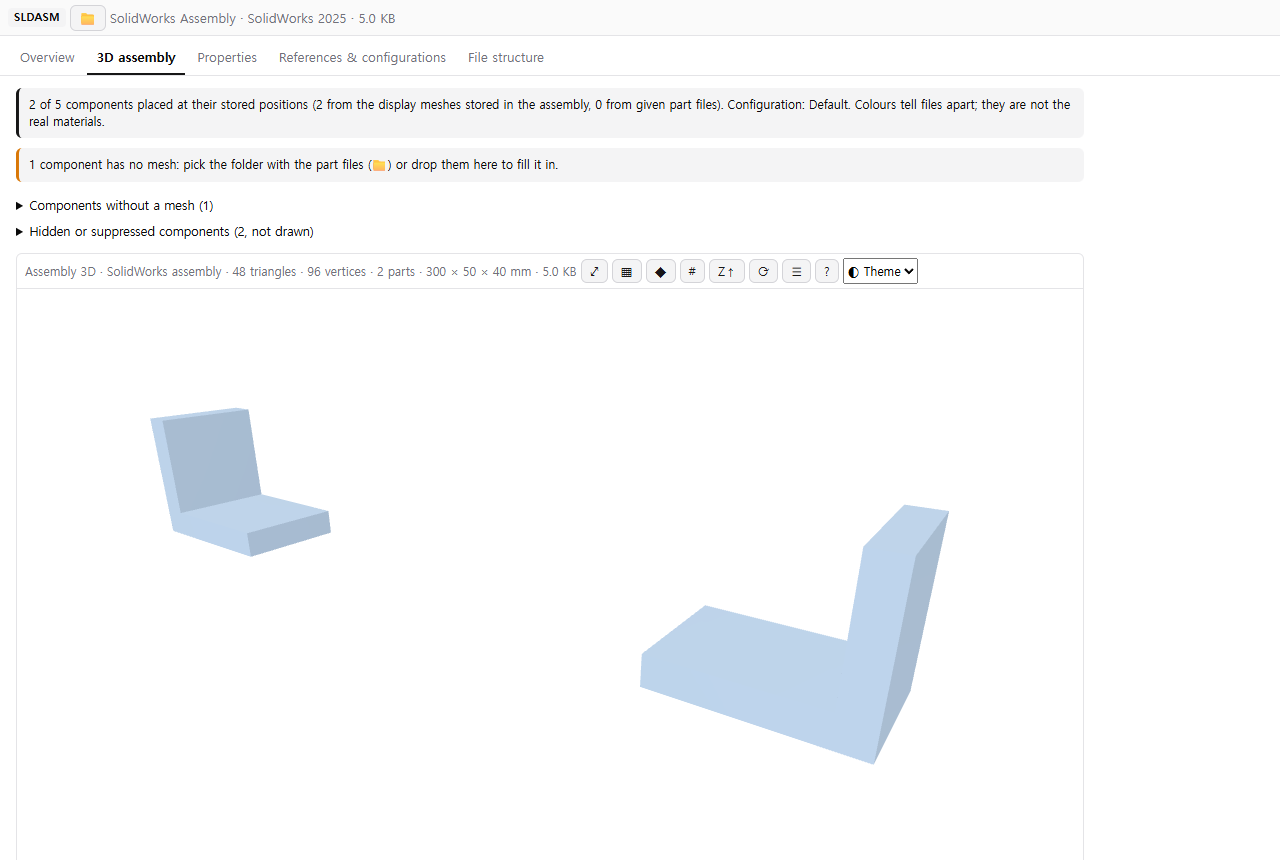 SLDASM SolidWorks Assembly · SolidWorks 2025 · 5.0 KB
Overview 3D assembly Properties References & configurations File structure
2 of 5 components placed at their stored positions (2 from the display meshes stored in the assembly, 0 from given part files). Configuration: Default. Colours tell files apart; they are not the
real materials.
1 component has no mesh: pick the folder with the part files (📁) or drop them here to fill it in.
▶ Components without a mesh (1)
▶ Hidden or suppressed components (2, not drawn)
Assembly 3D · SolidWorks assembly · 48 triangles · 96 vertices · 2 parts · 300 × 50 × 40 mm · 5.0 KB ⤢ ▦ ◆ # Z↑ ⟳ ☰ ? ◐ Theme